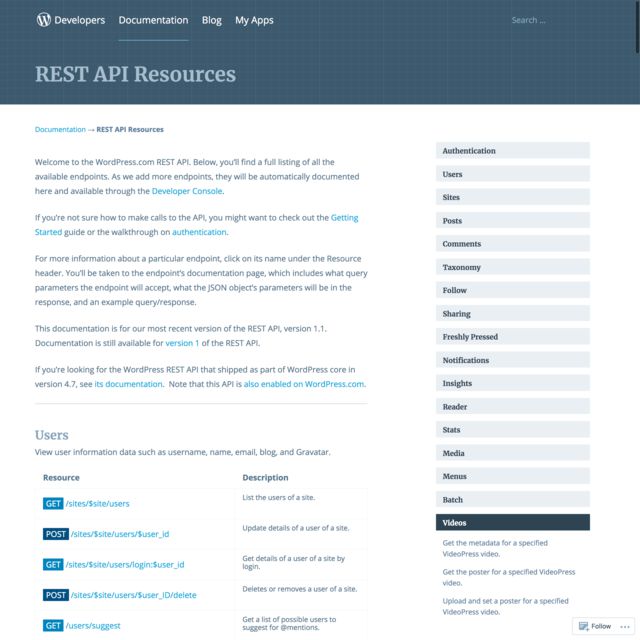 Developers Documentation Blog My Apps Search ...
REST API Resources
Documentation → REST API Resources
Welcome to the WordPress.com REST API. Below, you'll find a full listing of all the
available endpoints. As we add more endpoints, they will be automatically documented
here and available through the Developer Console.
If you're not sure how to make calls to the API, you might want to check out the Getting
Started guide or the walkthrough on authentication.
For more information about a particular endpoint, click on its name under the Resource
header. You'll be taken to the endpoint's documentation page, which includes what query
parameters the endpoint will accept, what the JSON object's parameters will be in the
response, and an example query/response.
This documentation is for our most recent version of the REST API, version 1.1.
Documentation is still available for version 1 of the REST API.
If you're looking for the WordPress REST API that shipped as part of WordPress core in
version 4.7, see its documentation. Note that this API is also enabled on WordPress.com.
Users
View user information data such as username, name, email, blog, and Gravatar.
Resource Description
GET /sites/$site/users List the users of a site.
POST /sites/$site/users/$user_id Update details of a user of a site.
GET /sites/$site/users/login:$user_id Get details of a user of a site by
login.
POST /sites/$site/users/$user_ID/delete Deletes or removes a user of a site.
GET /users/suggest Get a list of possible users to
suggest for @mentions.
Authentication
Users
Sites
Posts
Comments
Taxonomy
Follow
Sharing
Freshly Pressed
Notifications
Insights
Reader
Stats
Media
Menus
Batch
Videos
Get the metadata for a specified
VideoPress video.
Get the poster for a specified VideoPress
video.
Upload and set a poster for a specified
VideoPress video.
Follow ...